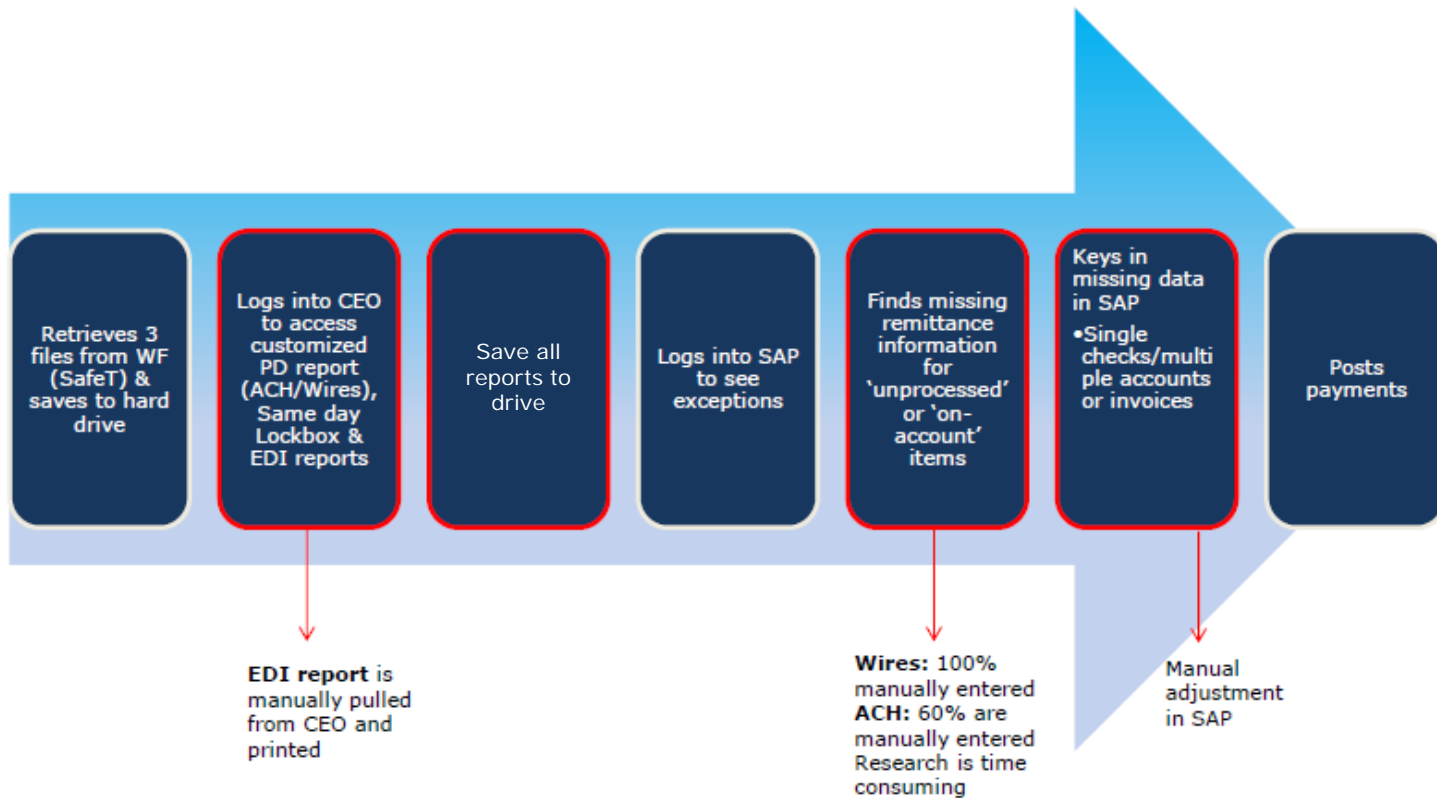 Retrieves 3
files from WF
(SafeT) &
saves to hard
drive
Logs into CEO
to access
customized
PD report
(ACH/Wires),
Same day
Lockbox &
EDI reports
Save all
reports to
drive
Logs into SAP
to see
exceptions
Finds missing
remittance
information
for
‘unprocessed’
or ‘on-
account’
items
Keys in
missing data
in SAP
•Single
checks/multi
ple accounts
or invoices
Posts
payments
EDI report is
manually pulled
from CEO and
printed
Wires: 100%
manually entered
ACH: 60% are
manually entered
Research is time
consuming
Manual
adjustment
in SAP